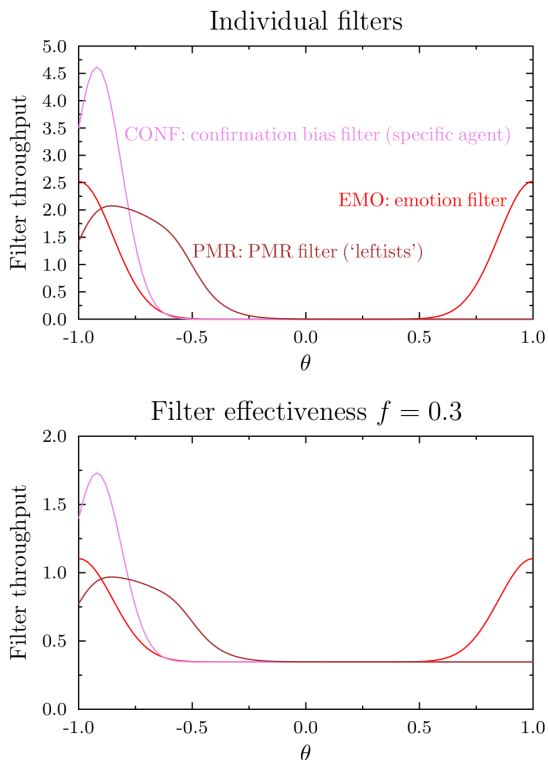 Individual filters
Filter throughput
5.0
4.5
4.0
3.5
3.0
2.5
2.0
1.5
1.0
0.5
0.0
CONF: confirmation bias filter (specific agent)
EMO: emotion filter
PMR: PMR filter (‘leftists’)
-1.0 -0.5 0.0 0.5 1.0
θ
Filter effectiveness f = 0.3
Filter throughput
2.0
1.5
1.0
0.5
0.0
-1.0 -0.5 0.0 0.5 1.0
θ